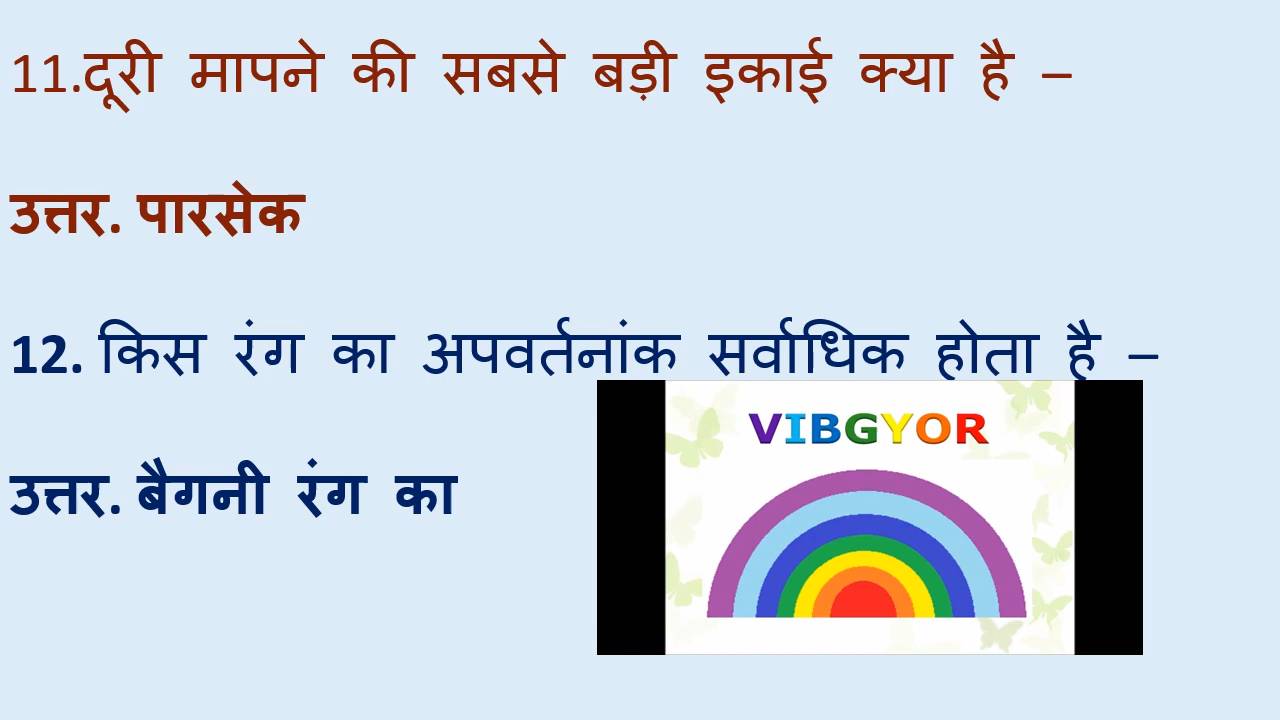 11.दूरी मापने की सबसे बड़ी इकाई क्या है –
उत्तर. पारसेक
12. किस रंग का अपवर्तनांक सर्वाधिक होता है –
VIBGYOR
उत्तर. बैगनी रंग का